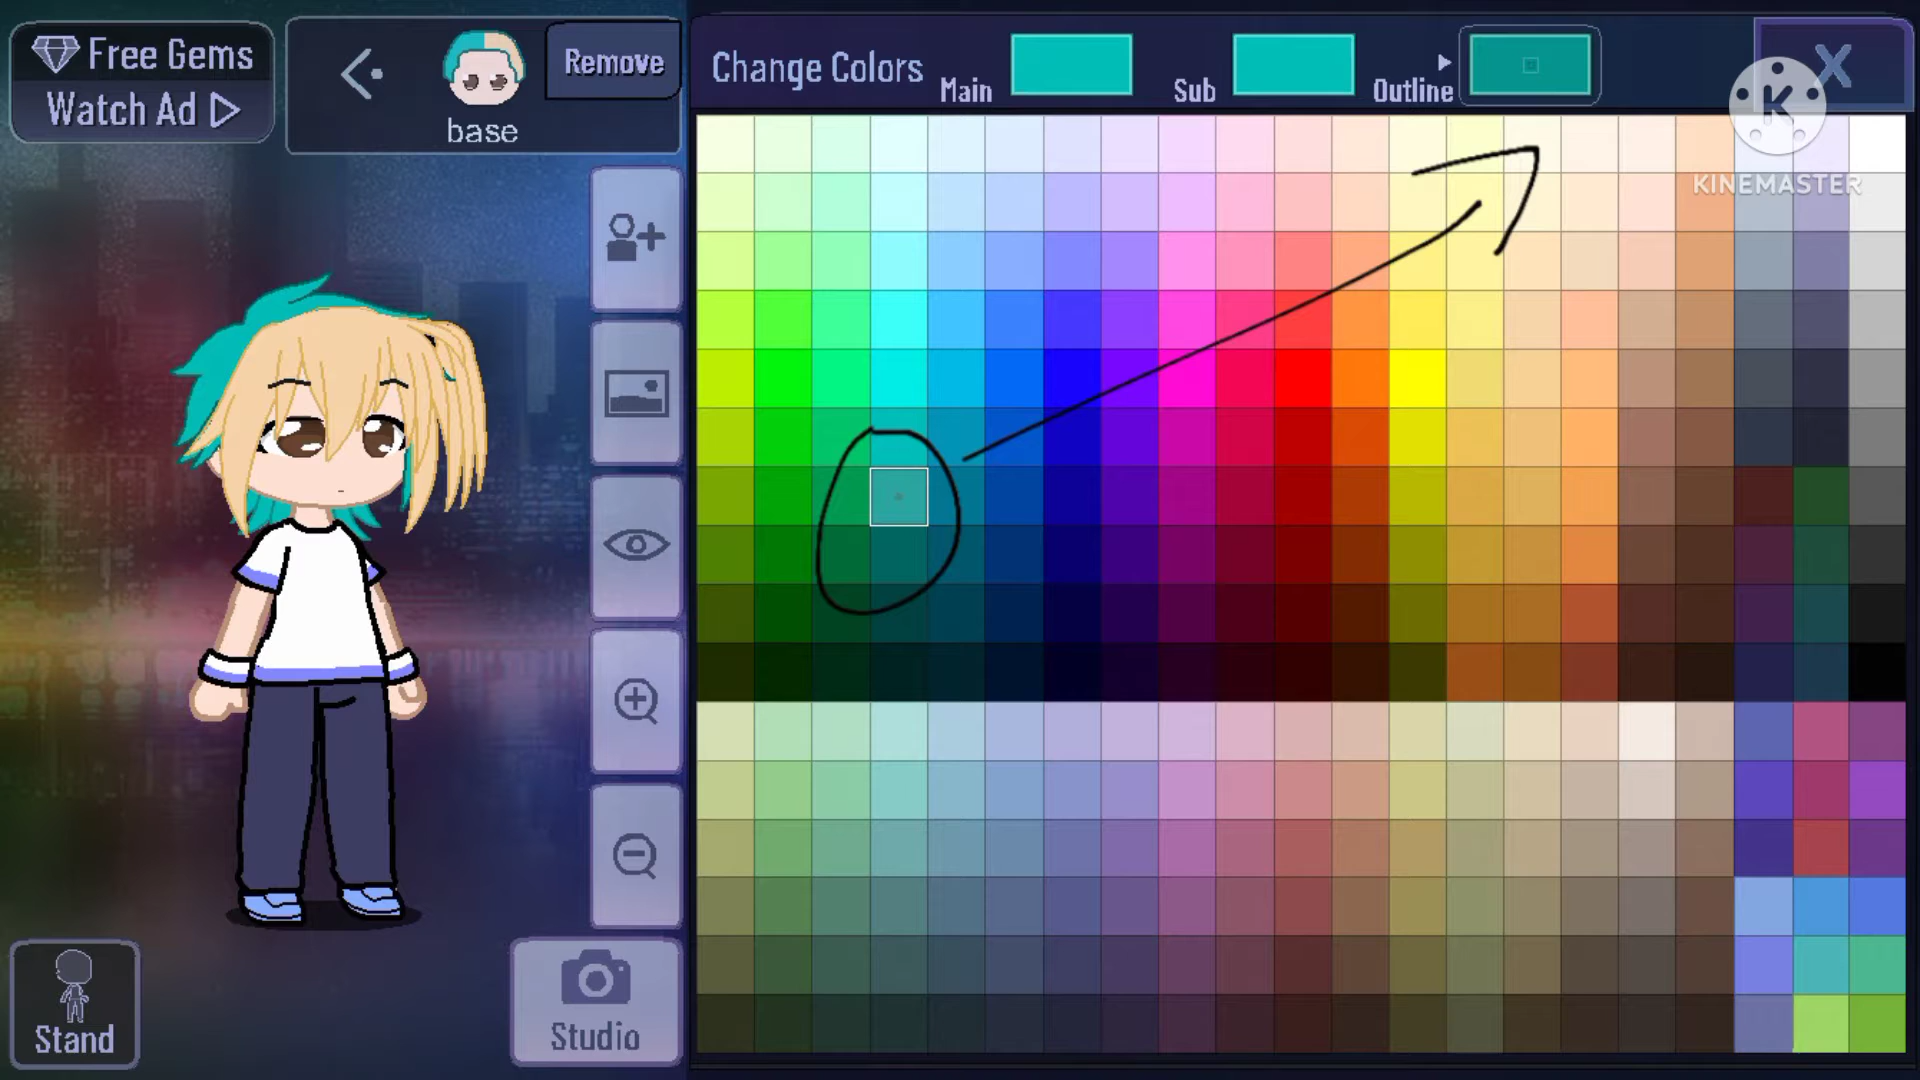 Free Gems
Watch Ad
base
Remove
Change Colors
Main
Sub
Outline
X
K
KINEMASTER
Stand
Studio